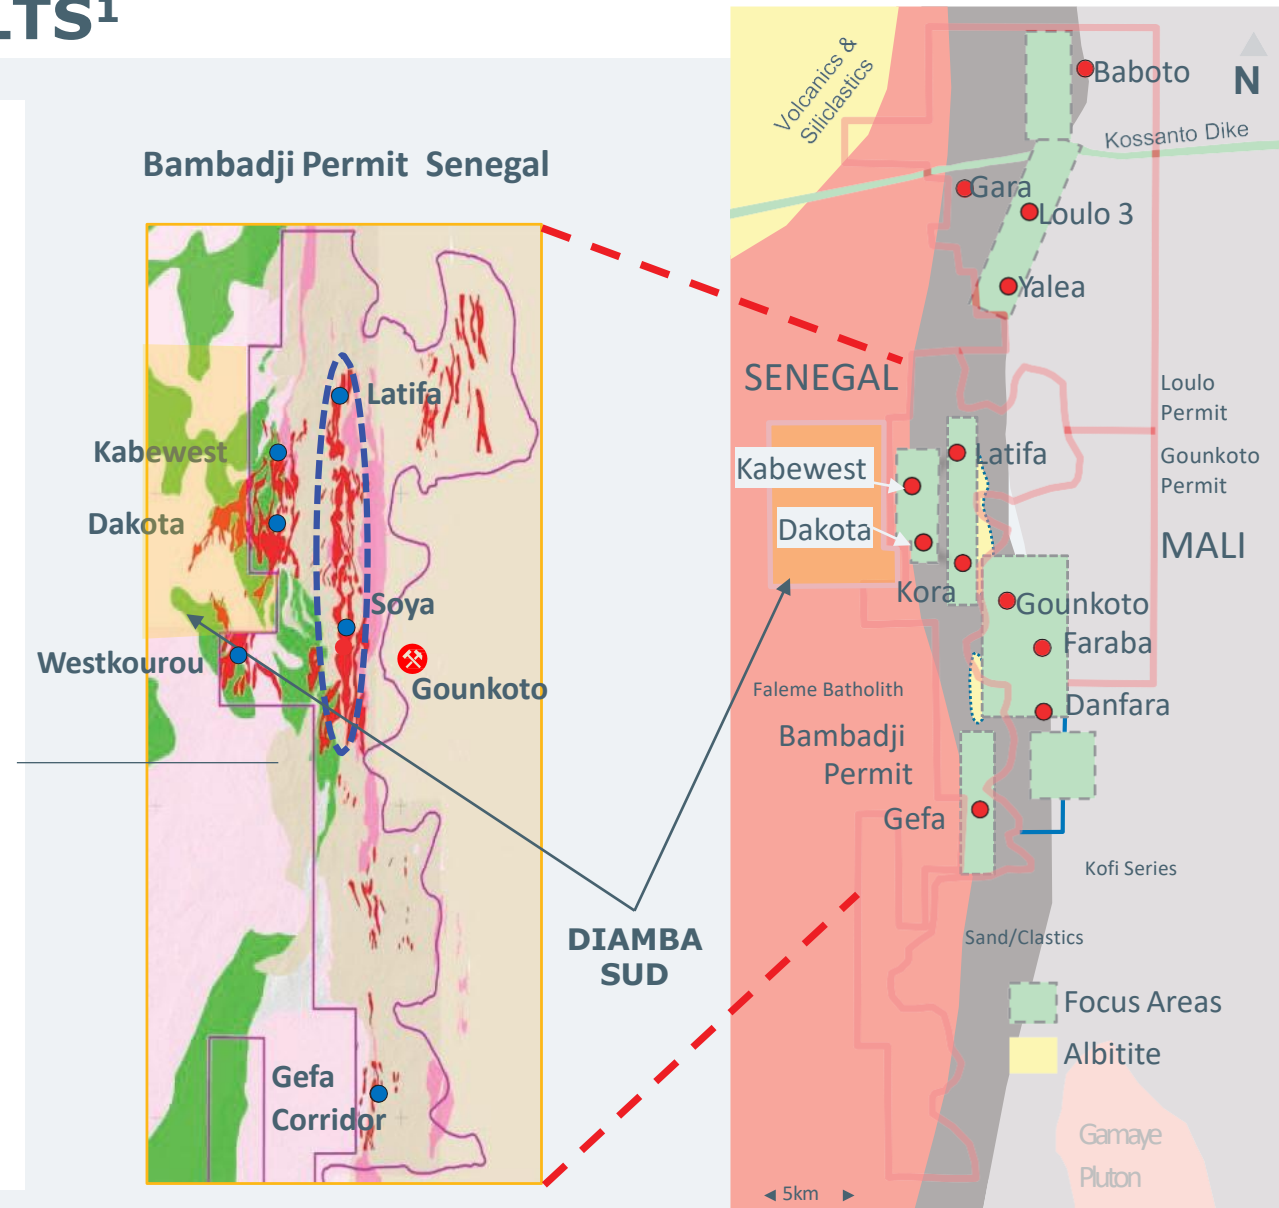 LTS¹
Bambadji Permit Senegal
Latifa
Kabewest
Dakota
Soya
Westkourou
Gounkoto
DIAMBA
SUD
Gefa
Corridor
Volcanics &
Siliclastics
Baboto
N
Kossanto Dike
Gara
Loulo 3
Yalea
SENEGAL
Loulo
Permit
Gounkoto
Permit
Latifa
Kabewest
Dakota
MALI
Kora
Gounkoto
Faraba
Faleme Batholith
Danfara
Bambadji
Permit
Gefa
Kofi Series
Sand/Clastics
Focus Areas
Albitite
Gamaye
Pluton
5km